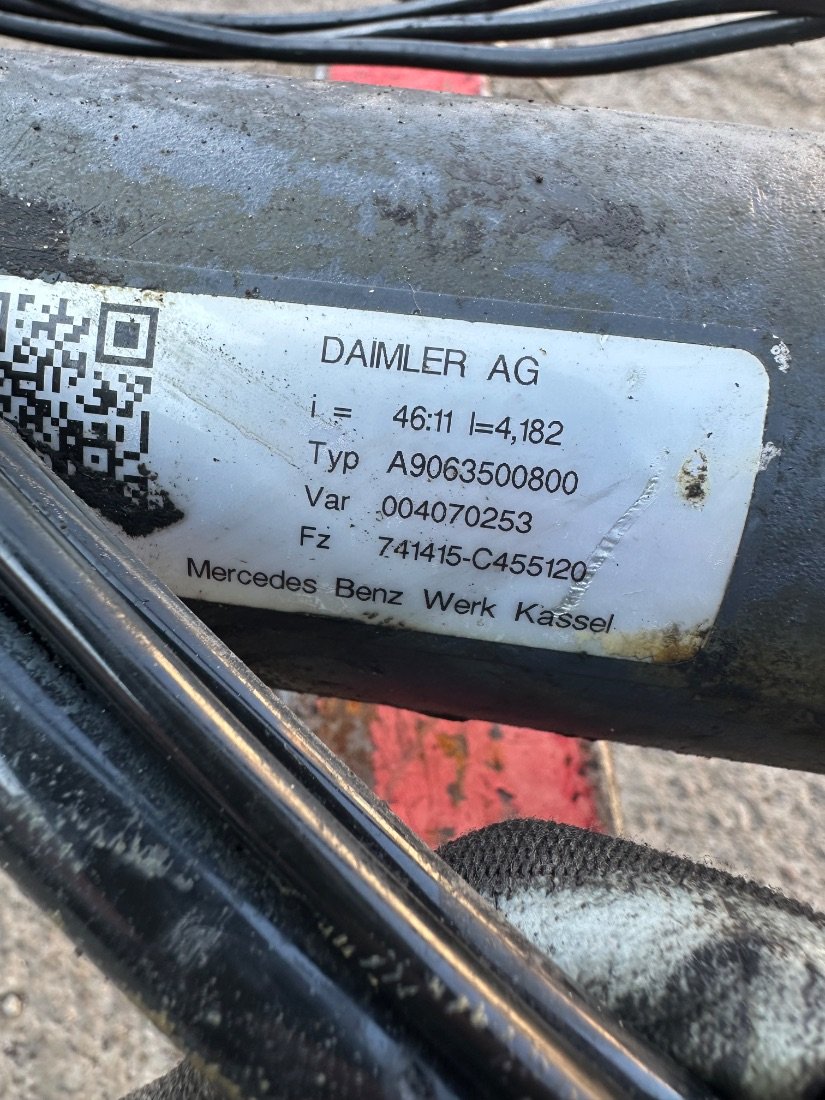 DAIMLER AG
i = 46:11 I=4,182
Typ A9063500800
Var 004070253
Fz 741415-C455120
Mercedes Benz Werk Kassel